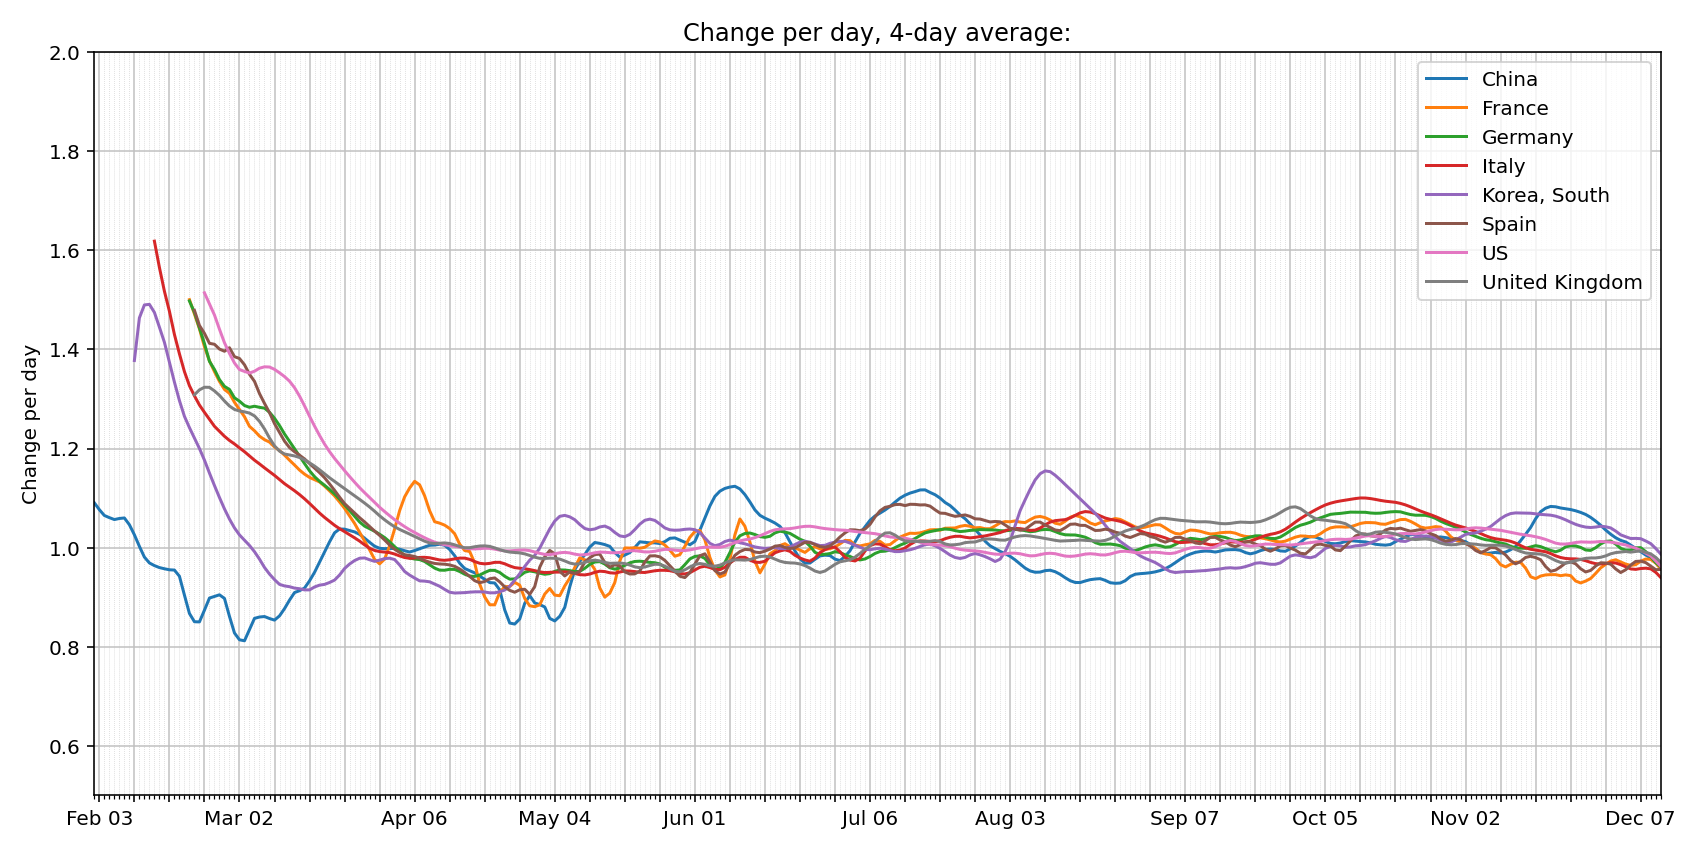 Change per day, 4-day average:
Change per day
2.0
1.8
1.6
1.4
1.2
1.0
0.8
0.6
China
France
Germany
Italy
Korea, South
Spain
US
United Kingdom
Feb 03 Mar 02 Apr 06 May 04 Jun 01 Jul 06 Aug 03 Sep 07 Oct 05 Nov 02 Dec 07